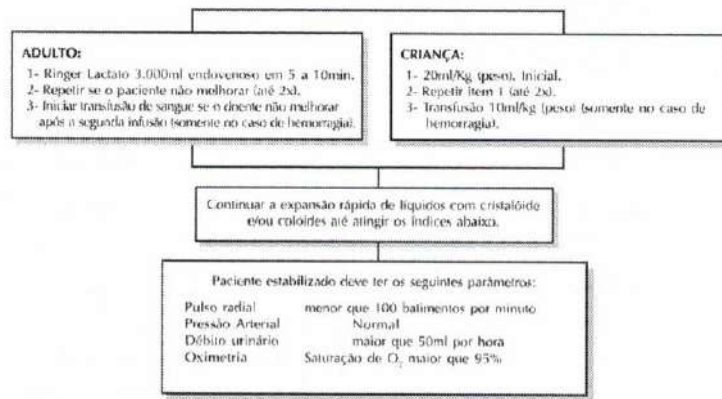 ADULTO:
1- Ringer Lactato 3.000ml endovenoso em 5 a 10min.
2- Repetir se o paciente não melhorar (até 2x).
3- Iniciar transfusão de sangue se o doente não melhorar
após a segunda infusão (somente no caso de hemorragia).
CRIANÇA:
1- 20ml/Kg (peso). Inicial.
2- Repetir item 1 (até 2x).
3- Transfusão 10ml/kg (peso) (somente no caso de
hemorragia).
Continuar a expansão rápida de líquidos com cristalóide
e/ou colóides até atingir os índices abaixo.
Paciente estabilizado deve ter os seguintes parâmetros:
Pulso radial menor que 100 batimentos por minuto
Pressão Arterial Normal
Débito urinário maior que 50ml por hora
Oximetria Saturação de O₂ maior que 95%